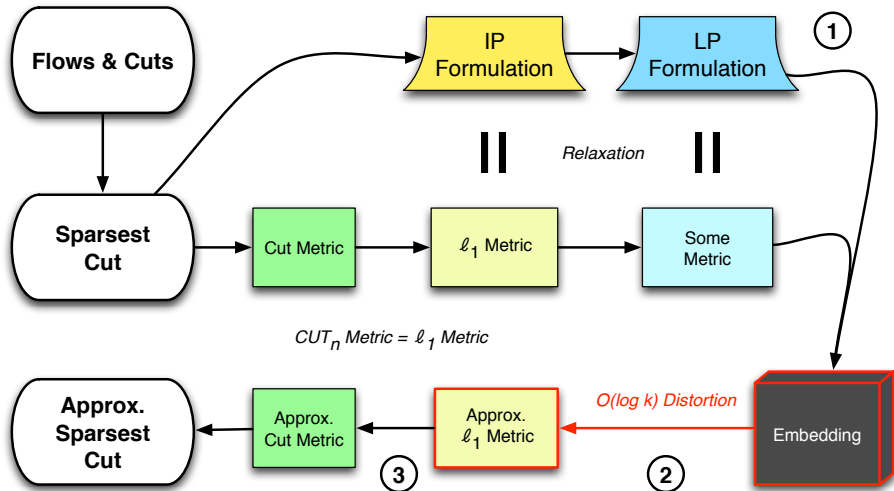 Flows & Cuts
IP
Formulation
LP
Formulation
1
Relaxation
Sparsest
Cut
Cut Metric
ℓ1 Metric
Some
Metric
CUTn Metric = ℓ1 Metric
Approx.
Sparsest
Cut
Approx.
Cut Metric
Approx.
ℓ1 Metric
O(log k) Distortion
Embedding
3
2